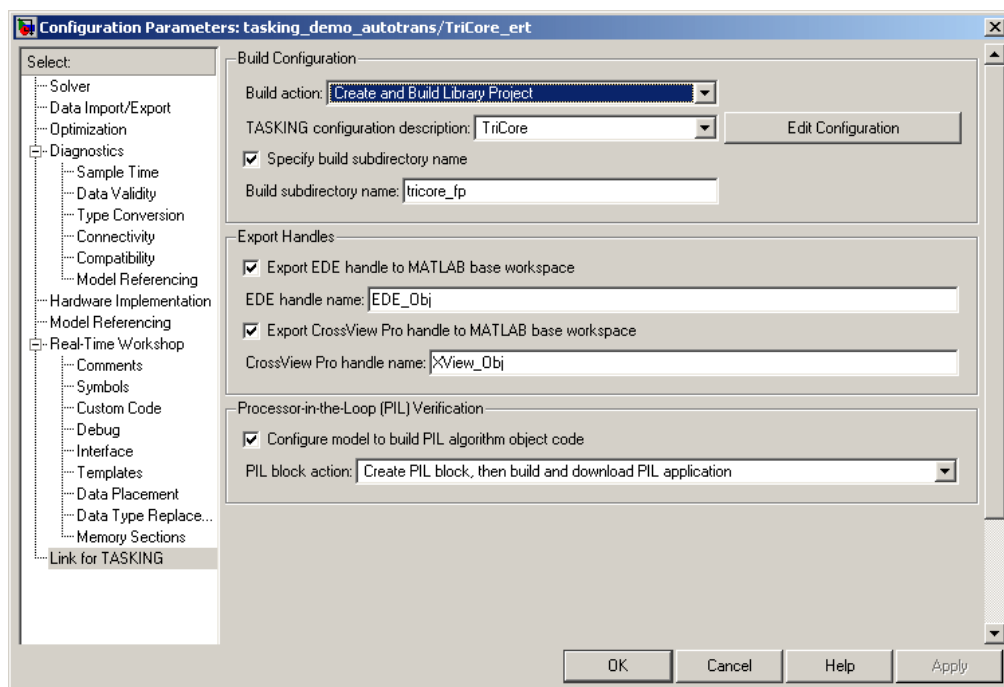 Configuration Parameters: tasking_demo_autotrans/TriCore_ert
Select:
Solver
Data Import/Export
Optimization
Diagnostics
Sample Time
Data Validity
Type Conversion
Connectivity
Compatibility
Model Referencing
Hardware Implementation
Model Referencing
Real-Time Workshop
Comments
Symbols
Custom Code
Debug
Interface
Templates
Data Placement
Data Type Replace...
Memory Sections
Link for TASKING
Build Configuration
Build action: Create and Build Library Project
TASKING configuration description: TriCore Edit Configuration
Specify build subdirectory name
Build subdirectory name: tricore_fp
Export Handles
Export EDE handle to MATLAB base workspace
EDE handle name: EDE_Obj
Export CrossView Pro handle to MATLAB base workspace
CrossView Pro handle name: XView_Obj
Processor-in-the-Loop (PIL) Verification
Configure model to build PIL algorithm object code
PIL block action: Create PIL block, then build and download PIL application
OK Cancel Help Apply